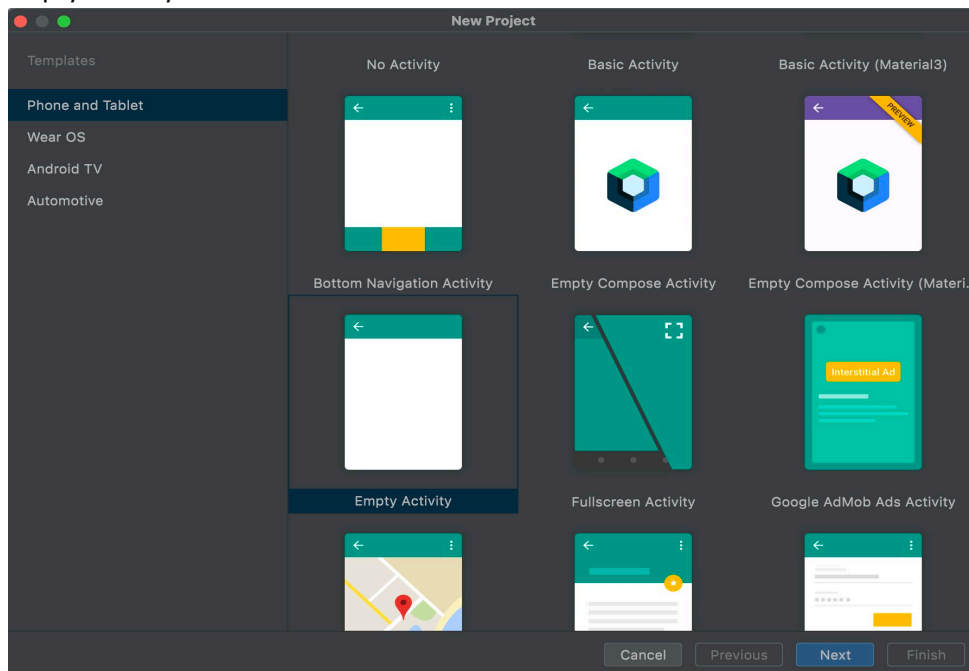 New Project
Templates
Phone and Tablet
Wear OS
Android TV
Automotive
No Activity
Basic Activity
Basic Activity (Material3)
PREVIEW
Bottom Navigation Activity
Empty Compose Activity
Empty Compose Activity (Materi...
Interstitial Ad
Empty Activity
Fullscreen Activity
Google AdMob Ads Activity
Cancel
Previous
Next
Finish